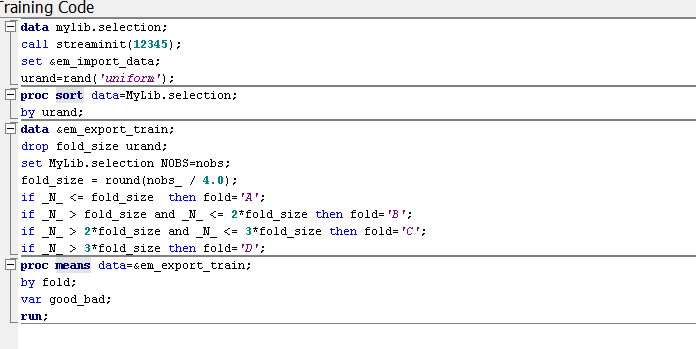 Training Code
data mylib.selection;
call streaminit(12345);
set &em_import_data;
urand=rand('uniform');
proc sort data=MyLib.selection;
by urand;
data &em_export_train;
drop fold_size urand;
set MyLib.selection NOBS=nobs;
fold_size = round(nobs_ / 4.0);
if _N_ <= fold_size  then fold='A';
if _N_ > fold_size and _N_ <= 2*fold_size then fold='B';
if _N_ > 2*fold_size and _N_ <= 3*fold_size then fold='C';
if _N_ > 3*fold_size then fold='D';
proc means data=&em_export_train;
by fold;
var good_bad;
run;